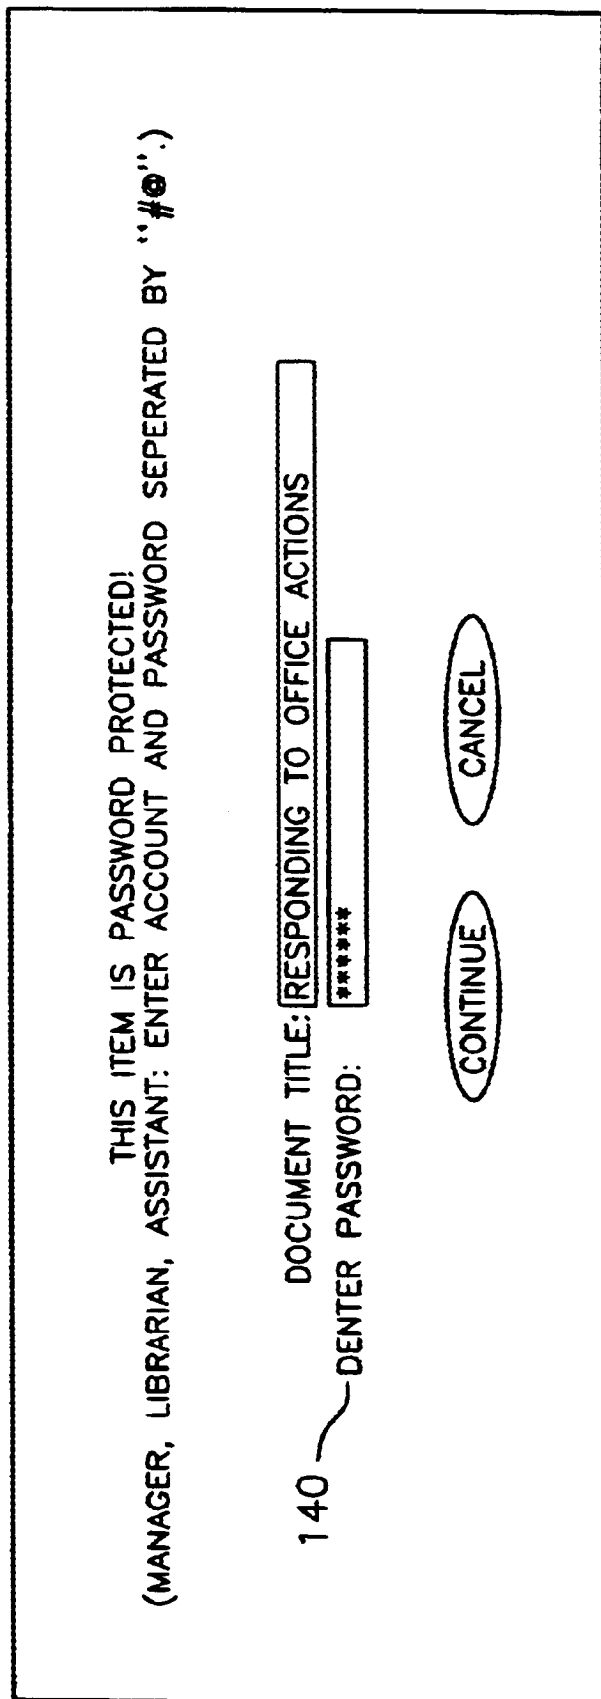 THIS ITEM IS PASSWORD PROTECTED!
(MANAGER, LIBRARIAN, ASSISTANT: ENTER ACCOUNT AND PASSWORD SEPERATED BY "#@".)
DOCUMENT TITLE: RESPONDING TO OFFICE ACTIONS
140 DENTER PASSWORD: ******
CONTINUE CANCEL